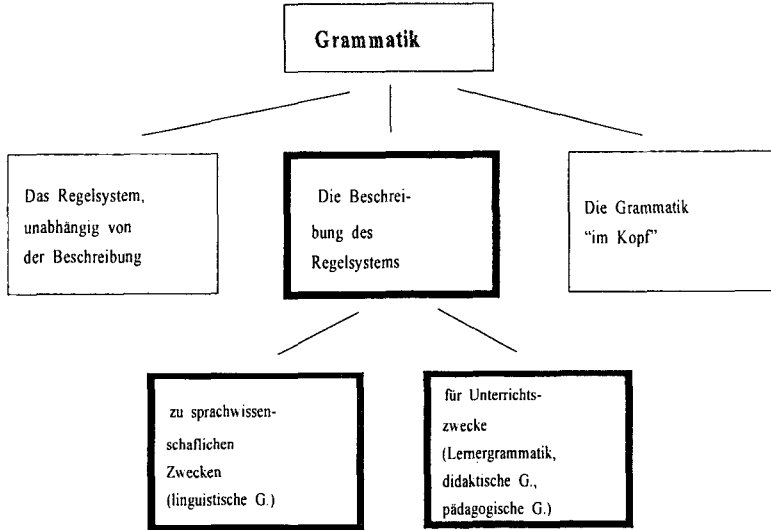 Grammatik
Das Regelsystem,
unabhängig von
der Beschreibung
Die Beschrei-
bung des
Regelsystems
Die Grammatik
“im Kopf”
zu sprachwissen-
schaflichen
Zwecken
(linguistische G.)
für Unterrichts-
zwecke
(Lernergrammatik,
didaktische G.,
pädagogische G.)